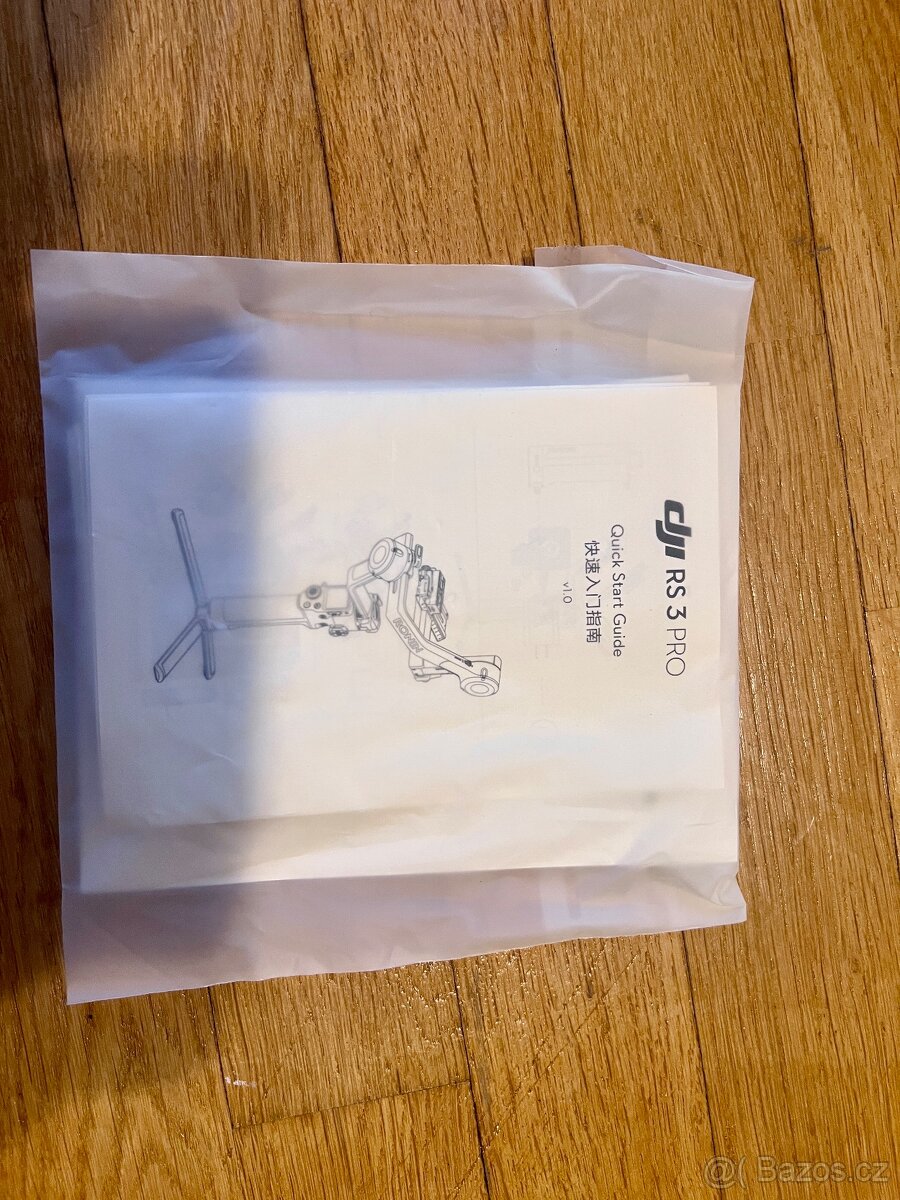 dji RS 3 PRO
Quick Start Guide
快速入门指南
v1.0
RONIN
@( Bazos.cz